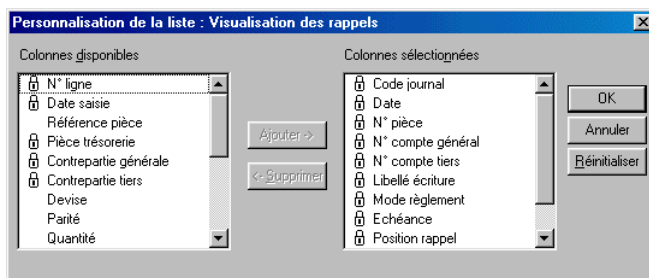 Personnalisation de la liste : Visualisation des rappels
Colonnes disponibles
N° ligne
Date saisie
Référence pièce
Pièce trésorerie
Contrepartie générale
Contrepartie tiers
Devise
Parité
Quantité
Ajouter ->
<- Supprimer
Colonnes sélectionnées
Code journal
Date
N° pièce
N° compte général
N° compte tiers
Libellé écriture
Mode règlement
Echéance
Position rappel
OK
Annuler
Réinitialiser